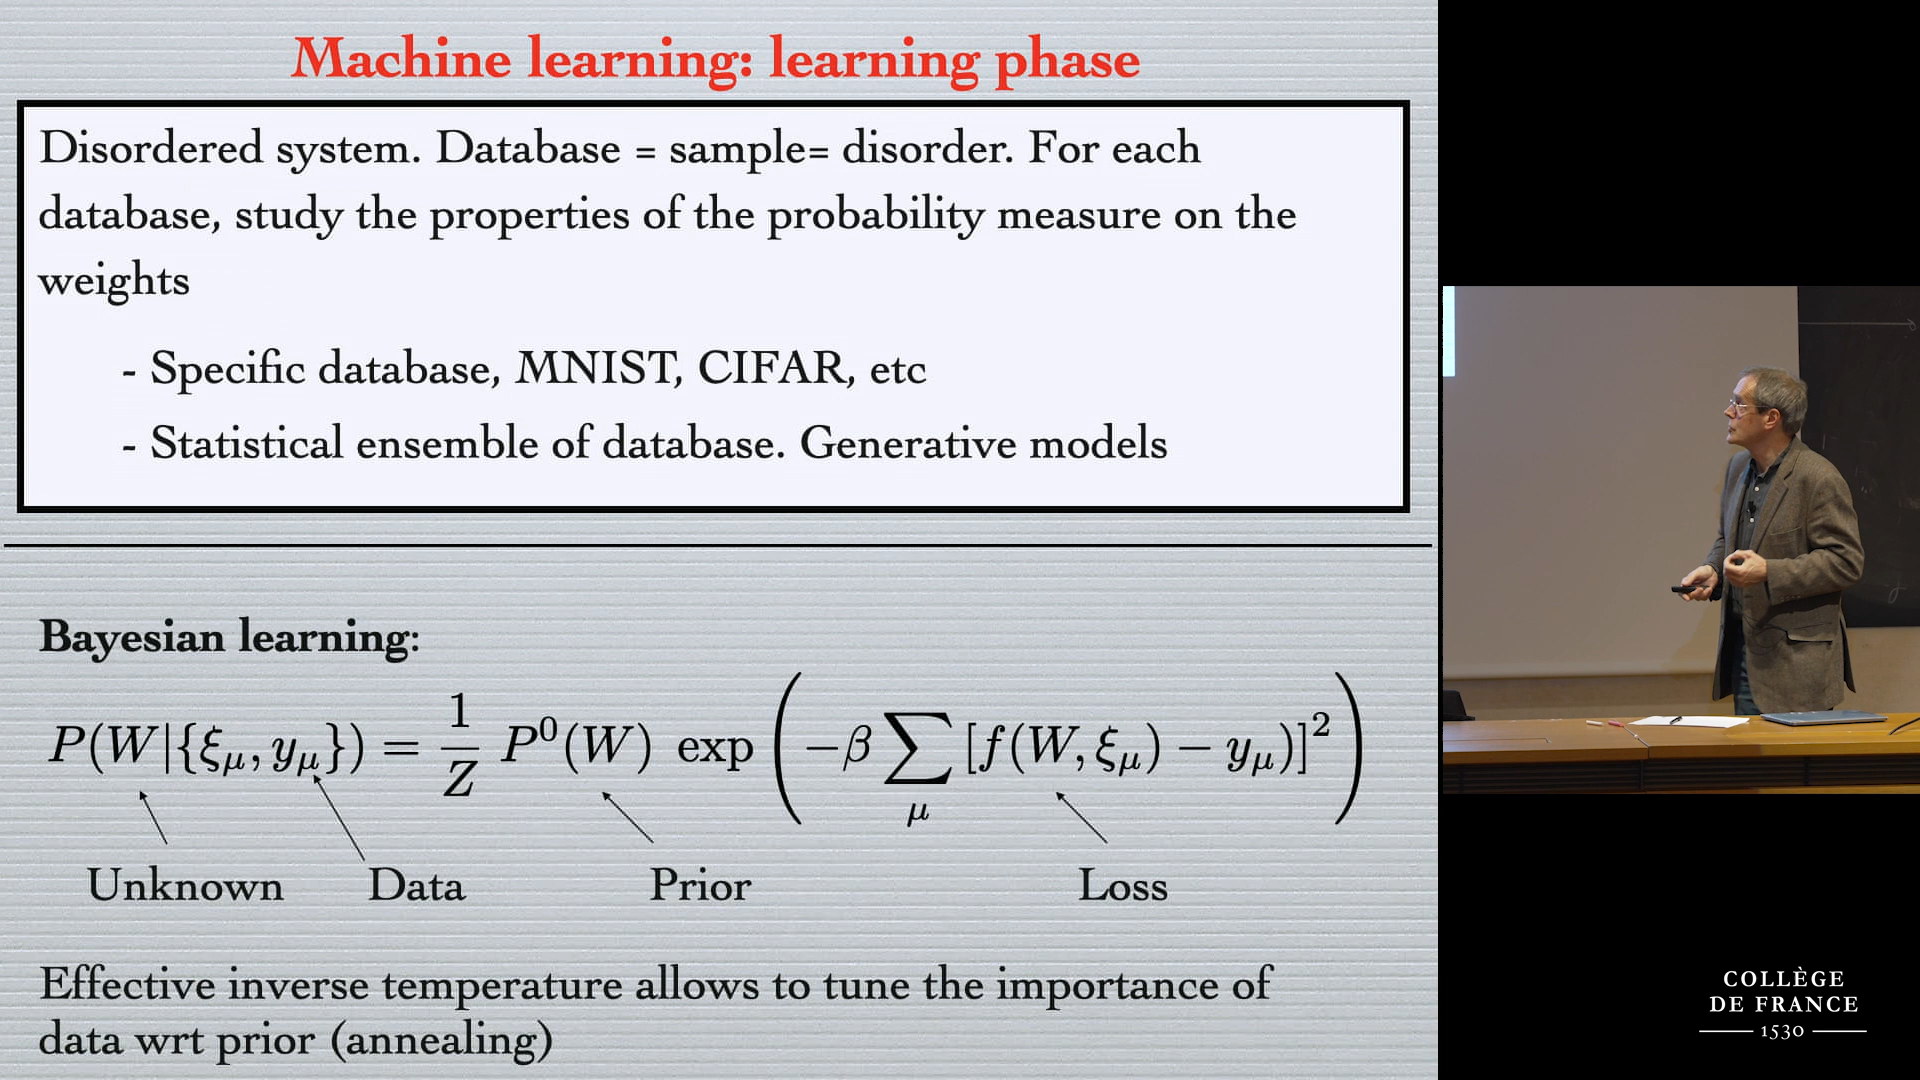 Machine learning: learning phase
Disordered system. Database = sample= disorder. For each
database, study the properties of the probability measure on the
weights
- Specific database, MNIST, CIFAR, etc
- Statistical ensemble of database. Generative models
Bayesian learning:
P(W|{ξ_μ, y_μ}) = 1/Z P^0(W) exp(−β ∑_μ [f(W, ξ_μ) − y_μ)]^2)
Unknown Data Prior Loss
Effective inverse temperature allows to tune the importance of
data wrt prior (annealing)
COLLÈGE
DE FRANCE
1530